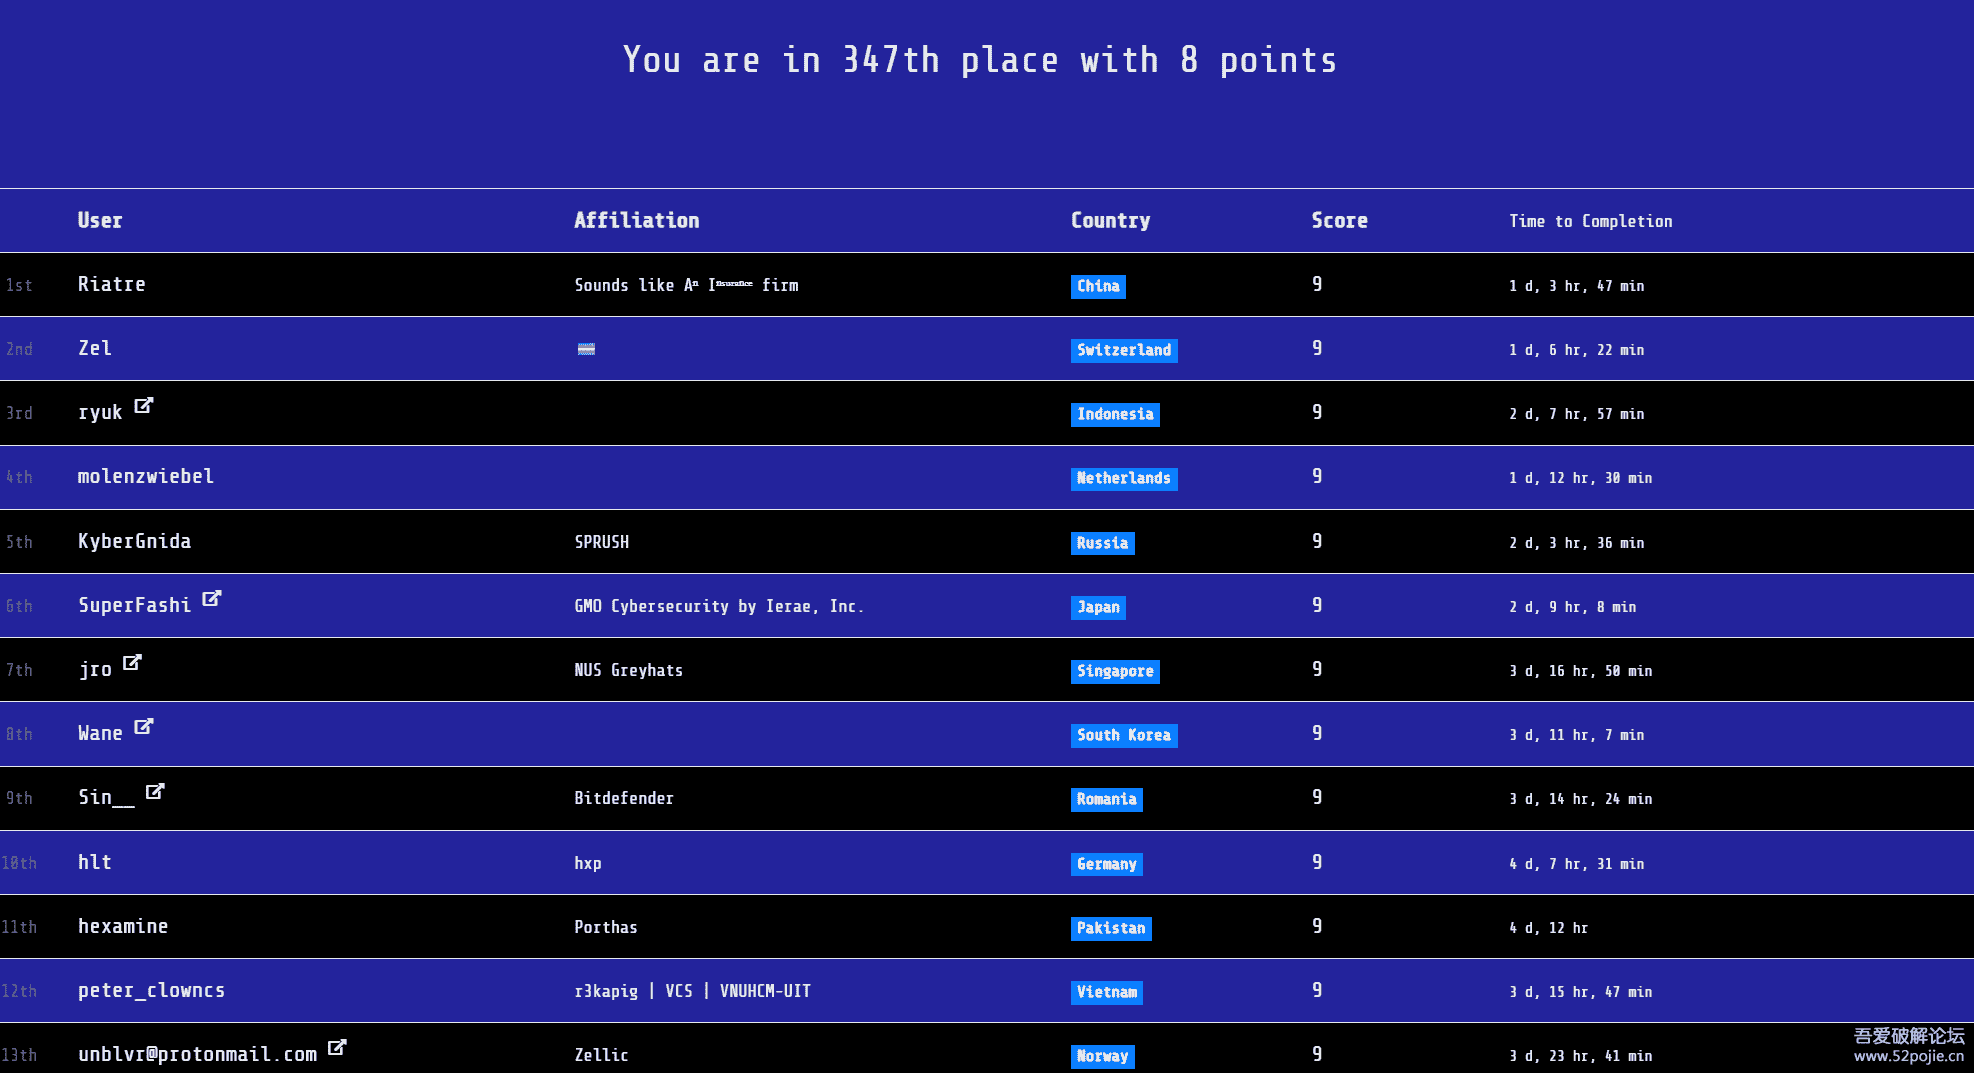 You are in 347th place with 8 points
User Affiliation Country Score Time to Completion
1st Riatre Sounds like Aⁿ Iⁿˢᵘʳᵃⁿᶜᵉ firm China 9 1 d, 3 hr, 47 min
2nd Zel Switzerland 9 1 d, 6 hr, 22 min
3rd ryuk Indonesia 9 2 d, 7 hr, 57 min
4th molenzwiebel Netherlands 9 1 d, 12 hr, 30 min
5th KyberGnida SPRUSH Russia 9 2 d, 3 hr, 36 min
6th SuperFashi GMO Cybersecurity by Ierae, Inc. Japan 9 2 d, 9 hr, 8 min
7th jro NUS Greyhats Singapore 9 3 d, 16 hr, 50 min
8th Wane South Korea 9 3 d, 11 hr, 7 min
9th Sin__ Bitdefender Romania 9 3 d, 14 hr, 24 min
10th hlt hxp Germany 9 4 d, 7 hr, 31 min
11th hexamine Porthas Pakistan 9 4 d, 12 hr
12th peter_clowncs r3kapig | VCS | VNUHCM-UIT Vietnam 9 3 d, 15 hr, 47 min
13th unblvr@protonmail.com Zellic Norway 9 3 d, 23 hr, 41 min
吾爱破解论坛
www.52pojie.cn